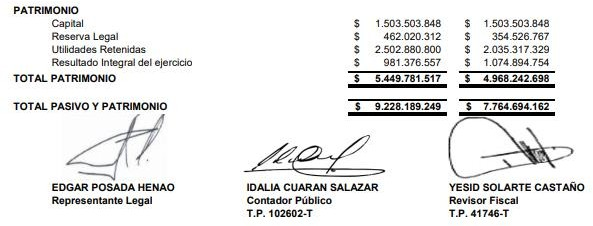 PATRIMONIO
Capital $ 1.503.503.848 $ 1.503.503.848
Reserva Legal $ 462.020.312 $ 354.526.767
Utilidades Retenidas $ 2.502.880.800 $ 2.035.317.329
Resultado Integral del ejercicio $ 981.376.557 $ 1.074.894.754
TOTAL PATRIMONIO $ 5.449.781.517 $ 4.968.242.698
TOTAL PASIVO Y PATRIMONIO $ 9.228.189.249 $ 7.764.694.162
EDGAR POSADA HENAO IDALIA CUARAN SALAZAR YESID SOLARTE CASTAÑO
Representante Legal Contador Público Revisor Fiscal
T.P. 102602-T T.P. 41746-T